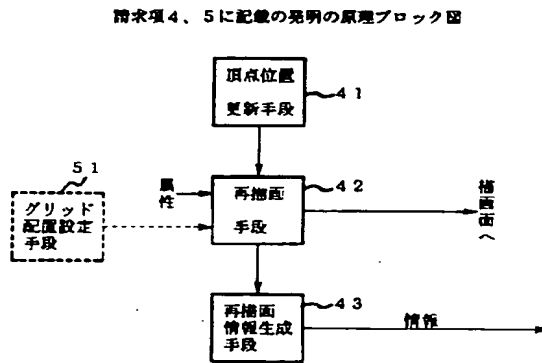 請求項4、5に記載の発明の原理ブロック図
頂点位置
更新手段
41
51
グリッド
配置設定
手段
属性
再描画
手段
42
描画面へ
再描画
情報生成
手段
43
情報